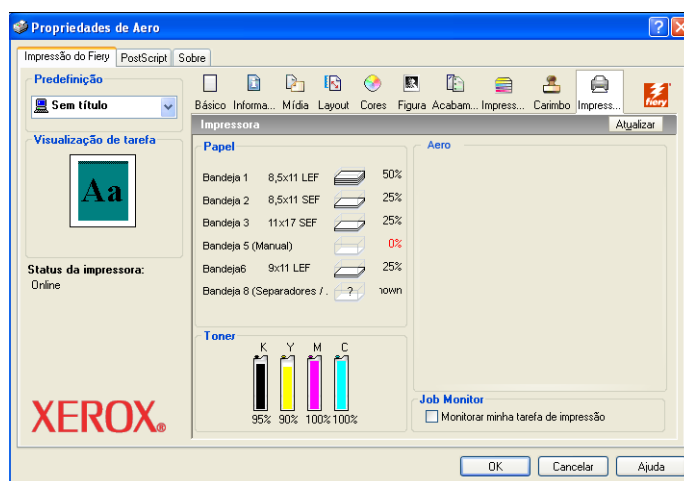 Propriedades de Aero
Impressão do Fiery PostScript Sobre
Predefinição
Sem título
Visualização de tarefa
Aa
Status da impressora:
Online
XEROX®
Básico Informa... Mídia Layout Cores Figura Acabam... Impress... Carimbo Impress...
fiery
Impressora Atualizar
Papel
Bandeja 1 8,5x11 LEF 50%
Bandeja 2 8,5x11 SEF 25%
Bandeja 3 11x17 SEF 25%
Bandeja 5 (Manual) 0%
Bandeja6 9x11 LEF 25%
Bandeja 8 (Separadores / . ? nown
Toner
K Y M C
95% 90% 100% 100%
Aero
Job Monitor
Monitorar minha tarefa de impressão
OK Cancelar Ajuda